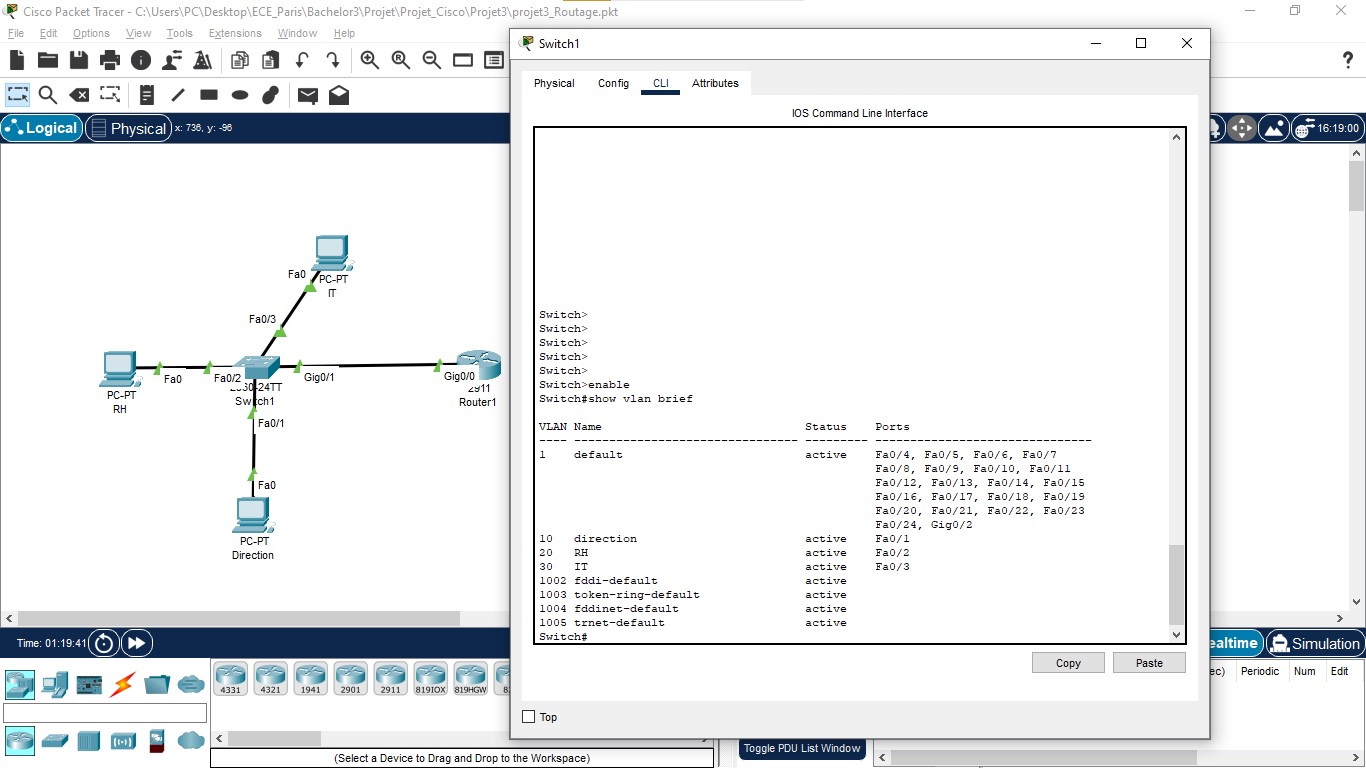 Cisco Packet Tracer - C:\Users\PC\Desktop\ECE_Paris\Bachelor3\Projet\Projet_Cisco\Projet3\projet3_Routage.pkt
File Edit Options View Tools Extensions Window Help
Logical Physical x: 736, y: -96
16:19:00
Fa0
PC-PT
IT
Fa0/3
Fa0
Fa0/2
Gig0/1
Gig0/0
PC-PT
RH
Switch1
2911
Router1
Fa0/1
Fa0
PC-PT
Direction
Switch1
Physical Config CLI Attributes
IOS Command Line Interface
Switch>
Switch>
Switch>
Switch>
Switch>
Switch>enable
Switch#show vlan brief
VLAN Name Status Ports
---- -------------------------------- --------- -------------------------------
1 default active Fa0/4, Fa0/5, Fa0/6, Fa0/7
Fa0/8, Fa0/9, Fa0/10, Fa0/11
Fa0/12, Fa0/13, Fa0/14, Fa0/15
Fa0/16, Fa0/17, Fa0/18, Fa0/19
Fa0/20, Fa0/21, Fa0/22, Fa0/23
Fa0/24, Gig0/2
10 direction active Fa0/1
20 RH active Fa0/2
30 IT active Fa0/3
1002 fddi-default active
1003 token-ring-default active
1004 fddinet-default active
1005 trnet-default active
Switch#
Copy Paste
Top
Time: 01:19:41
ealtime Simulation
4331 4321 1941 2901 2911 819IOX 819HGW
ec) Periodic Num Edit
(Select a Device to Drag and Drop to the Workspace)
Toggle PDU List Window